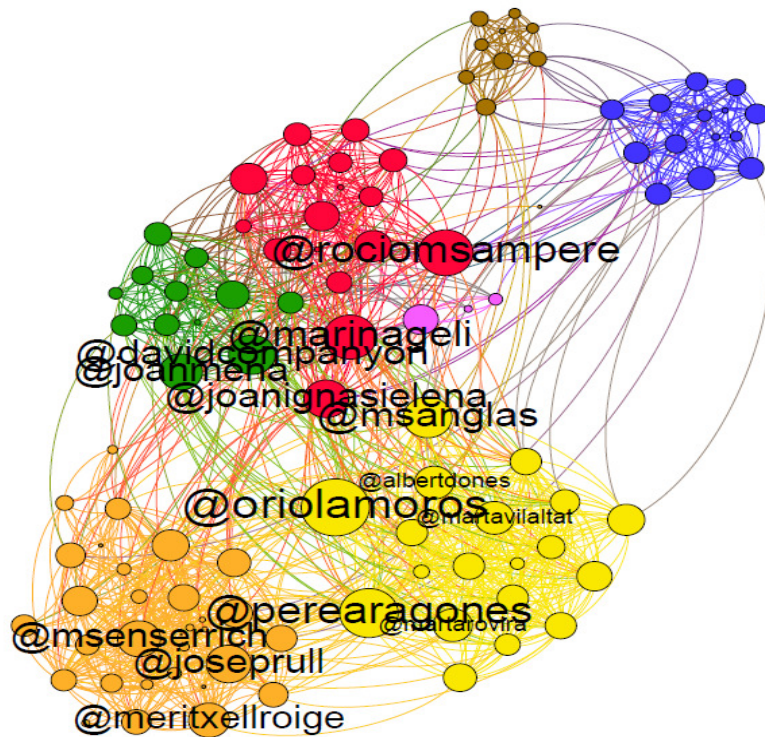 @rociomsampere
@marinageli
@davidcompanyon
@joanmena
@joanignasielena
@msanglas
@albertdones
@oriolamoros
@martavilaltat
@perearagones
@martarovira
@msenserrich
@joseprull
@meritxellroige